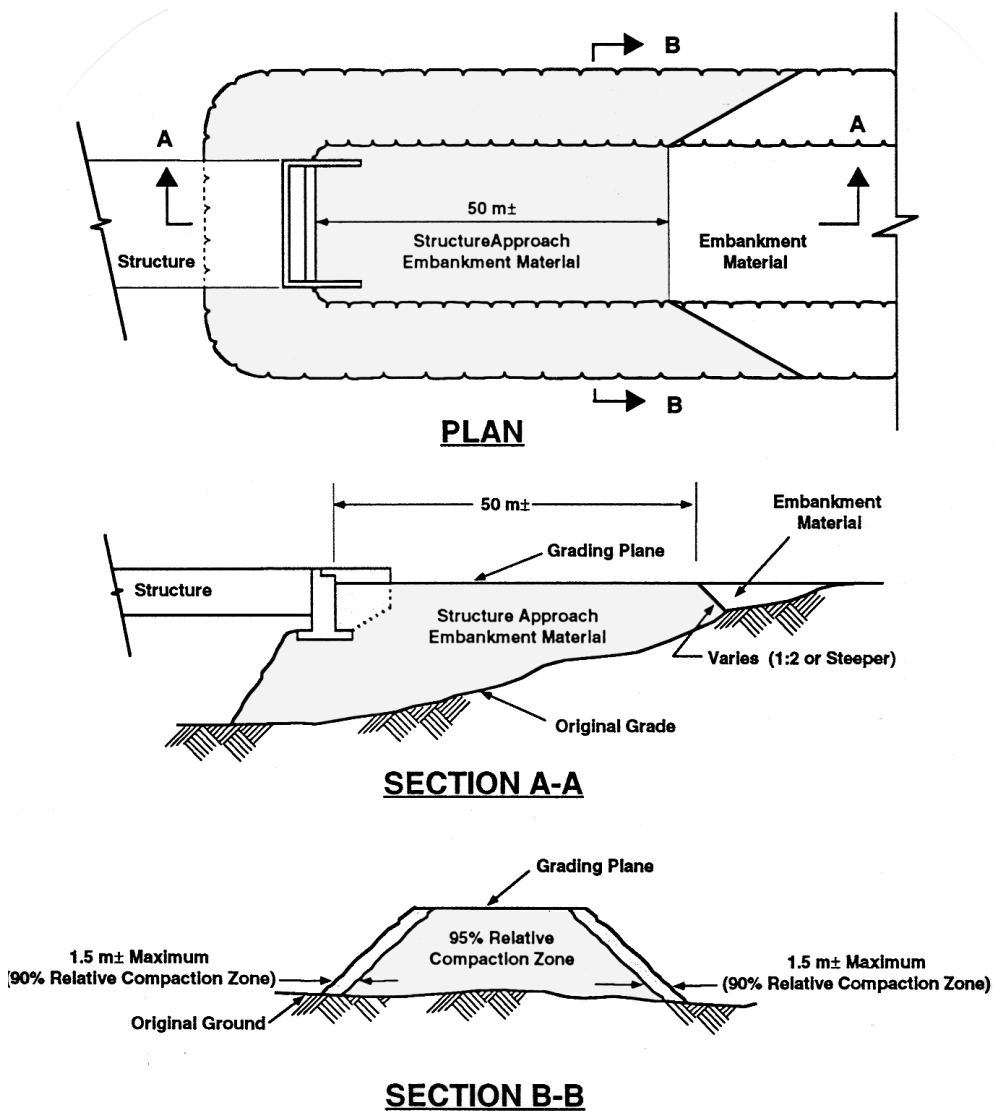 B
A
A
50 m±
StructureApproach
Embankment Material
Embankment
Material
Structure
B
PLAN
50 m±
Embankment
Material
Grading Plane
Structure
Structure Approach
Embankment Material
Varies (1:2 or Steeper)
Original Grade
SECTION A-A
Grading Plane
95% Relative
Compaction Zone
1.5 m± Maximum
(90% Relative Compaction Zone)
1.5 m± Maximum
(90% Relative Compaction Zone)
Original Ground
SECTION B-B